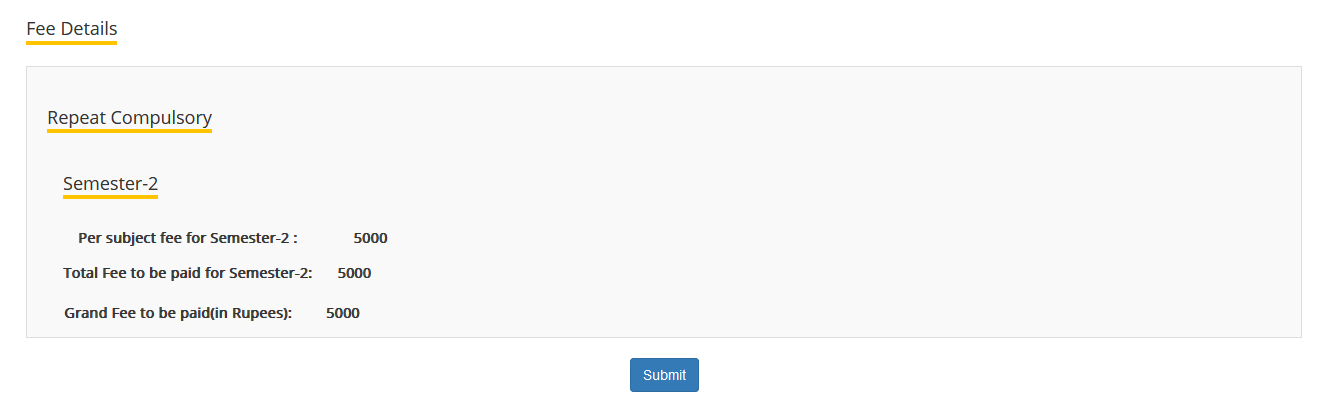 Fee Details
Repeat Compulsory
Semester-2
Per subject fee for Semester-2 : 5000
Total Fee to be paid for Semester-2: 5000
Grand Fee to be paid(in Rupees): 5000
Submit